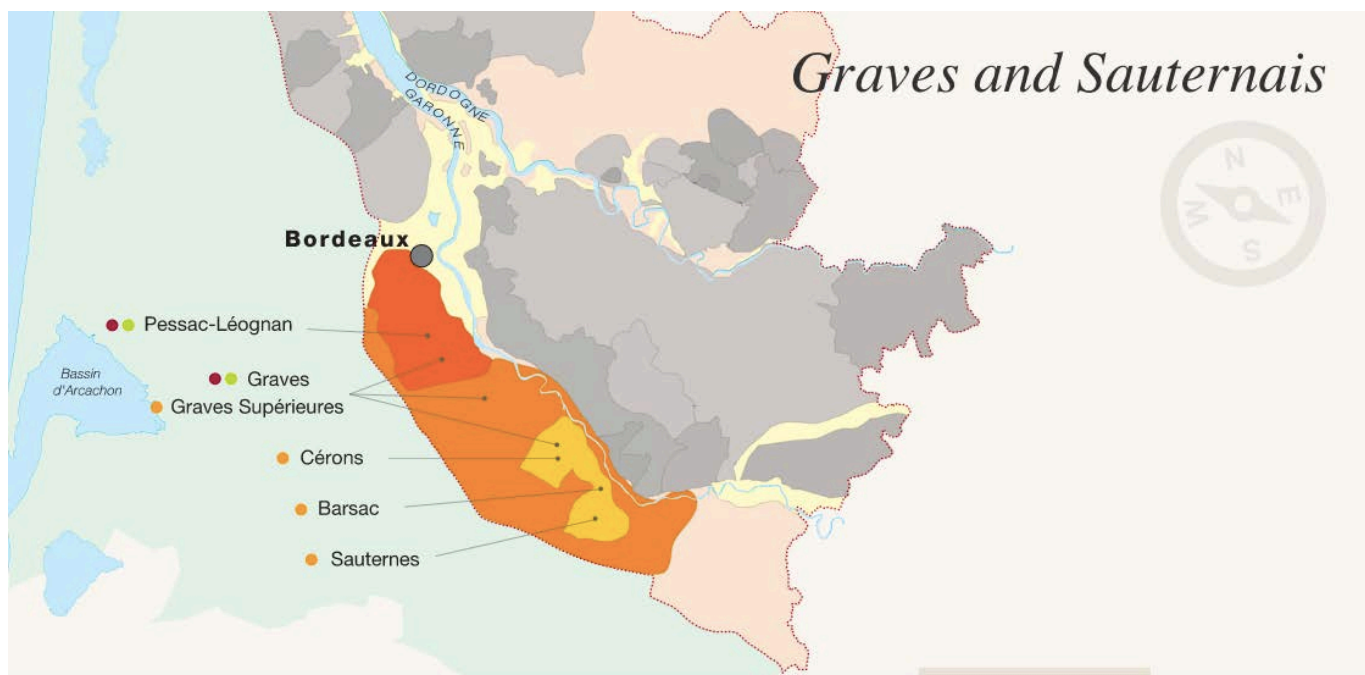 Graves and Sauternais
DORDOGNE
GARONNE
N
E
S
W
Bordeaux
Pessac-Léognan
Graves
Graves Supérieures
Cérons
Barsac
Sauternes
Bassin
d'Arcachon